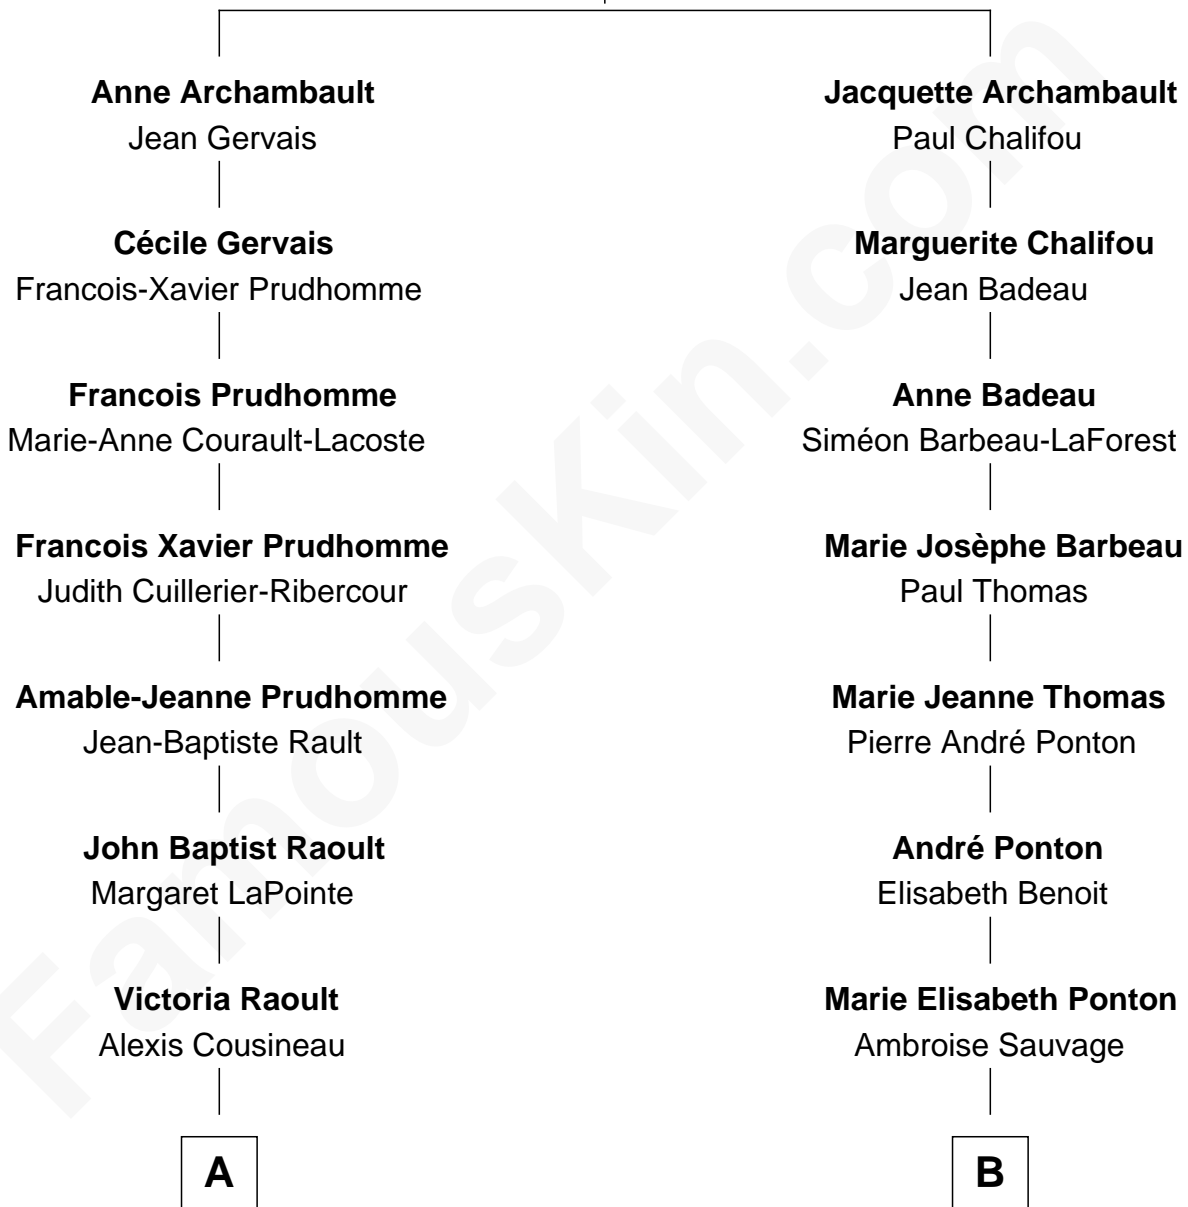 Anne Archambault
Jean Gervais
Cécile Gervais
Francois-Xavier Prudhomme
Francois Prudhomme
Marie-Anne Courault-Lacoste
Francois Xavier Prudhomme
Judith Cuillerier-Ribercour
Amable-Jeanne Prudhomme
Jean-Baptiste Rault
John Baptist Raoult
Margaret LaPointe
Victoria Raoult
Alexis Cousineau
A
Jacquette Archambault
Paul Chalifou
Marguerite Chalifou
Jean Badeau
Anne Badeau
Siméon Barbeau-LaForest
Marie Josèphe Barbeau
Paul Thomas
Marie Jeanne Thomas
Pierre André Ponton
André Ponton
Elisabeth Benoit
Marie Elisabeth Ponton
Ambroise Sauvage
B
FamousKin.com